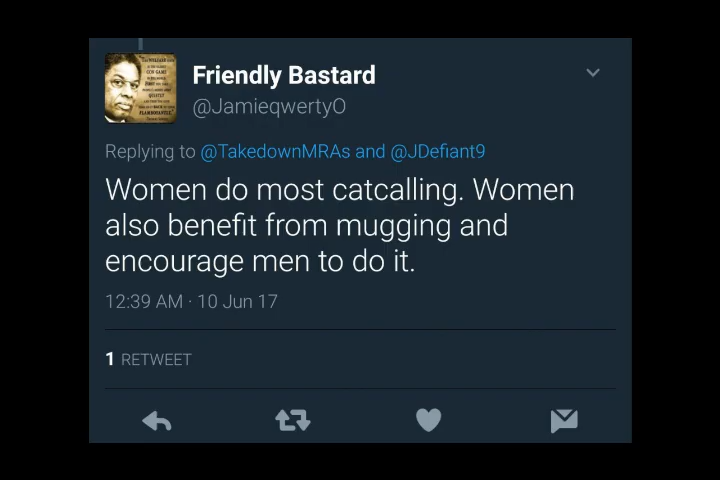 Friendly Bastard
@JamieqwertyO
Replying to @TakedownMRAs and @JDefiant9
Women do most catcalling. Women
also benefit from mugging and
encourage men to do it.
12:39 AM · 10 Jun 17
1 RETWEET